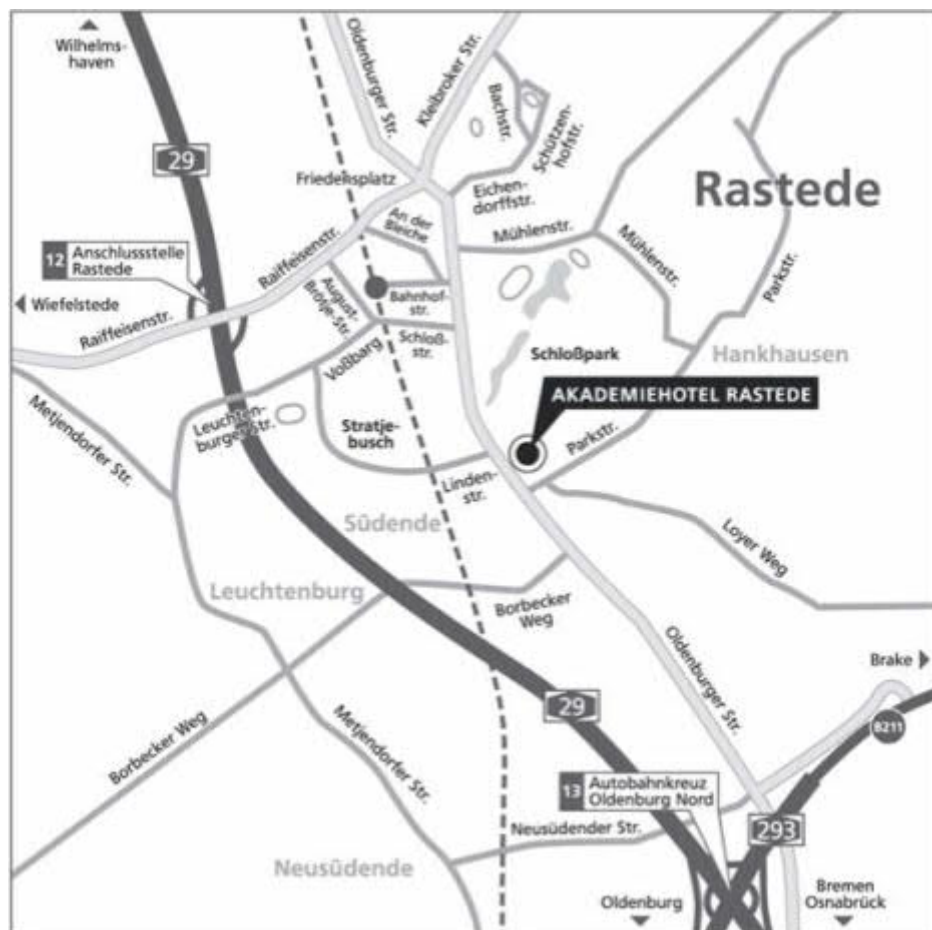 Wilhelms-
haven
Oldenburger Str.
Kleibroker Str.
Bachstr.
Schützen-
hofstr.
29
Friedensplatz
Eichen-
dorffstr.
Rastede
An der
Bleiche
Mühlenstr.
Mühlenstr.
Parkstr.
12
Anschlussstelle
Rastede
Raiffeisenstr.
Wiefelstede
Raiffeisenstr.
August-
Brötje-Str.
Bahnhof-
str.
Schloß-
str.
Voßbarg
Schloßpark
Hankhausen
AKADEMIEHOTEL RASTEDE
Metjendorfer Str.
Leuchten-
burger Str.
Stratje-
busch
Parkstr.
Linden-
str.
Südende
Loyer Weg
Leuchtenburg
Borbecker
Weg
Oldenburger Str.
Brake
29
B211
Borbecker Weg
Metjendorfer Str.
13
Autobahnkreuz
Oldenburg Nord
Neusüdender Str.
293
Neusüdende
Oldenburg
Bremen
Osnabrück